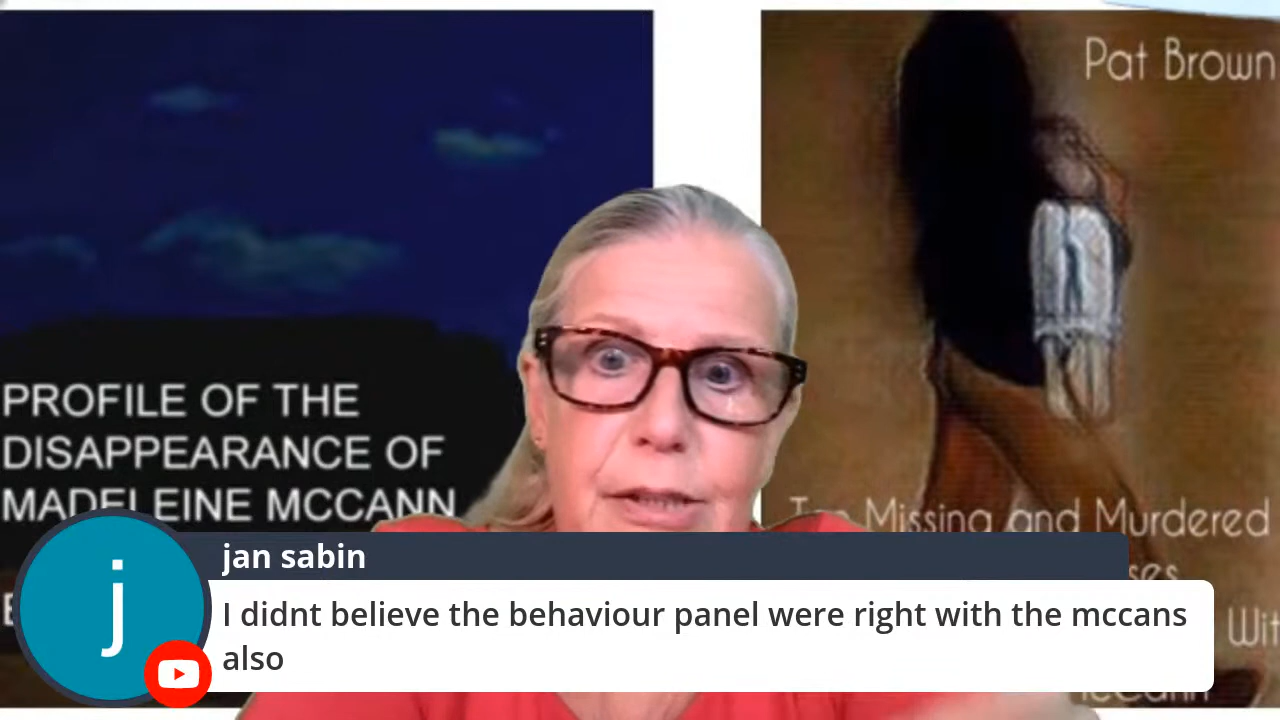 Pat Brown
PROFILE OF THE
DISAPPEARANCE OF
MADELEINE MCCANN
Missing and Murdered
jan sabin
I didnt believe the behaviour panel were right with the mccans
also
j